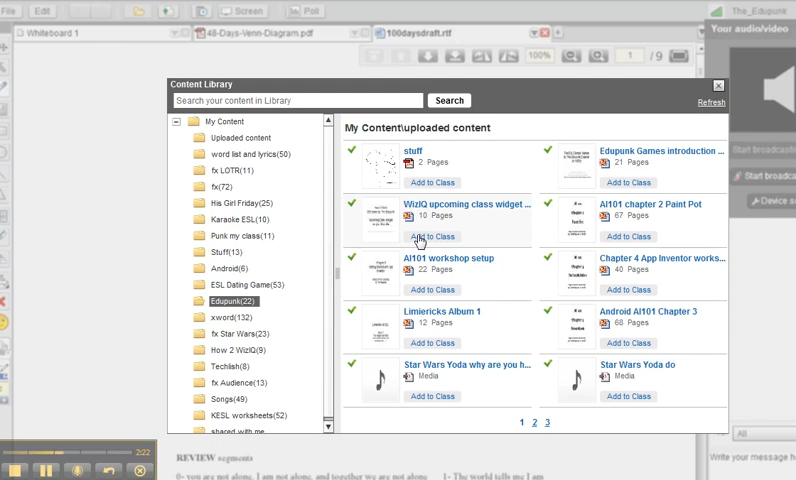 File Edit Screen Poll The_Edupunk
Whiteboard 1 48-Days-Venn-Diagram.pdf 100daysdraft.rtf
Your audio/video
100% 1 / 9
Content Library
Search your content in Library Search
Refresh
My Content
Uploaded content
word list and lyrics(50)
fx LOTR(11)
fx(72)
His Girl Friday(25)
Karaoke ESL(10)
Punk my class(11)
Stuff(13)
Android(6)
ESL Dating Game(53)
Edupunk(22)
xword(132)
fx Star Wars(23)
How 2 WizIQ(9)
Techlish(8)
fx Audience(13)
Songs(49)
KESL worksheets(52)
shared with me
My Content\uploaded content
stuff
2 Pages
Add to Class
Edupunk Games introduction ...
21 Pages
Add to Class
WizIQ upcoming class widget ...
10 Pages
Add to Class
AI101 chapter 2 Paint Pot
67 Pages
Add to Class
AI101 workshop setup
22 Pages
Add to Class
Chapter 4 App Inventor works...
40 Pages
Add to Class
Limiericks Album 1
12 Pages
Add to Class
Android AI101 Chapter 3
68 Pages
Add to Class
Star Wars Yoda why are you h...
Media
Add to Class
Star Wars Yoda do
Media
Add to Class
1 2 3
Start broadcasting
Start broadca
Device s
All
Write your message h
2:22
REVIEW segments
0- you are not alone, I am not alone, and together we are not alone
1- The world tells me I am